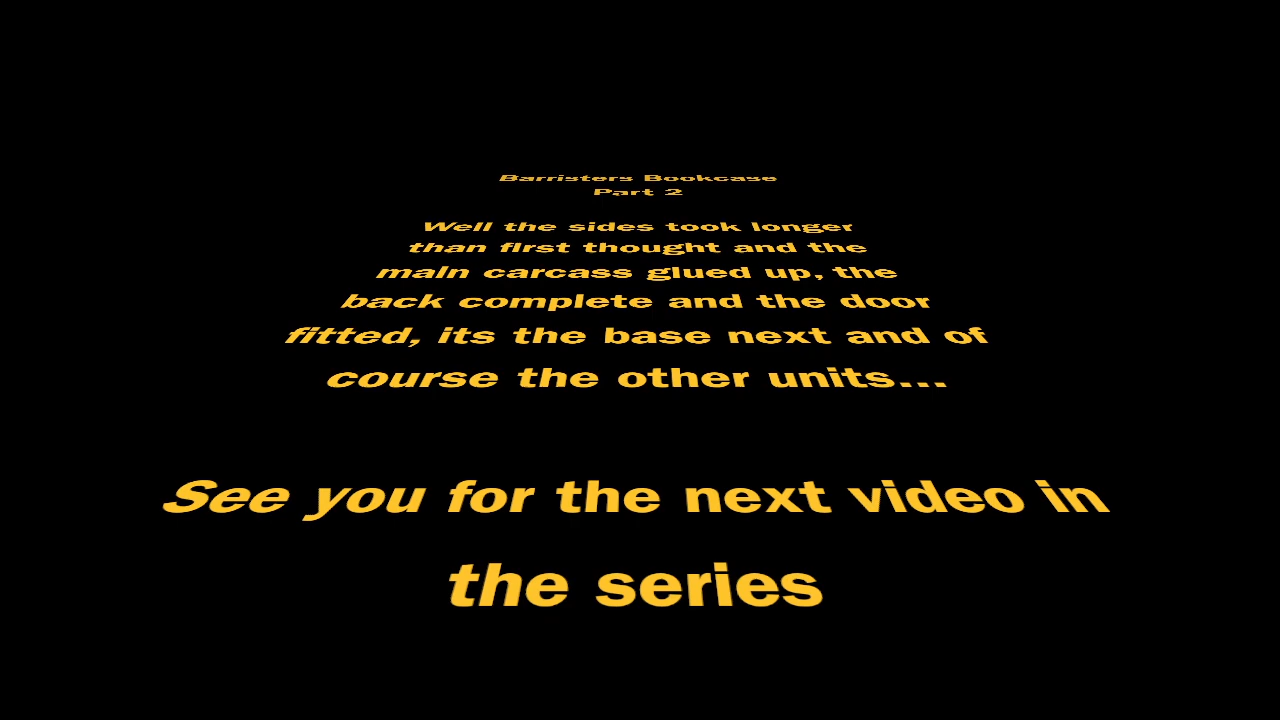 Barristers Bookcase
Part 2
Well the sides took longer
than first thought and the
main carcass glued up, the
back complete and the door
fitted, its the base next and of
course the other units...
See you for the next video in
the series